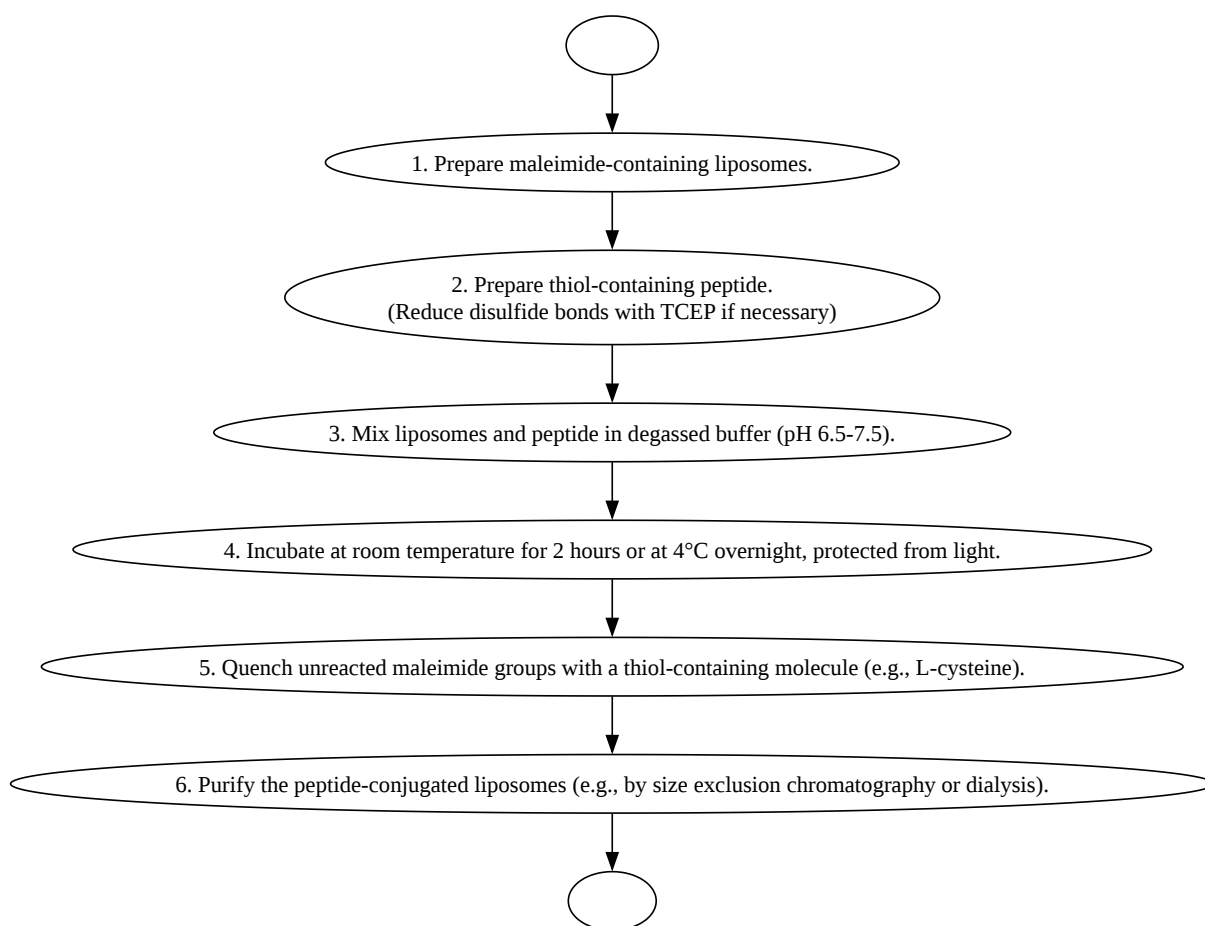 1. Prepare maleimide-containing liposomes.
2. Prepare thiol-containing peptide.
(Reduce disulfide bonds with TCEP if necessary)
3. Mix liposomes and peptide in degassed buffer (pH 6.5-7.5).
4. Incubate at room temperature for 2 hours or at 4°C overnight, protected from light.
5. Quench unreacted maleimide groups with a thiol-containing molecule (e.g., L-cysteine).
6. Purify the peptide-conjugated liposomes (e.g., by size exclusion chromatography or dialysis).